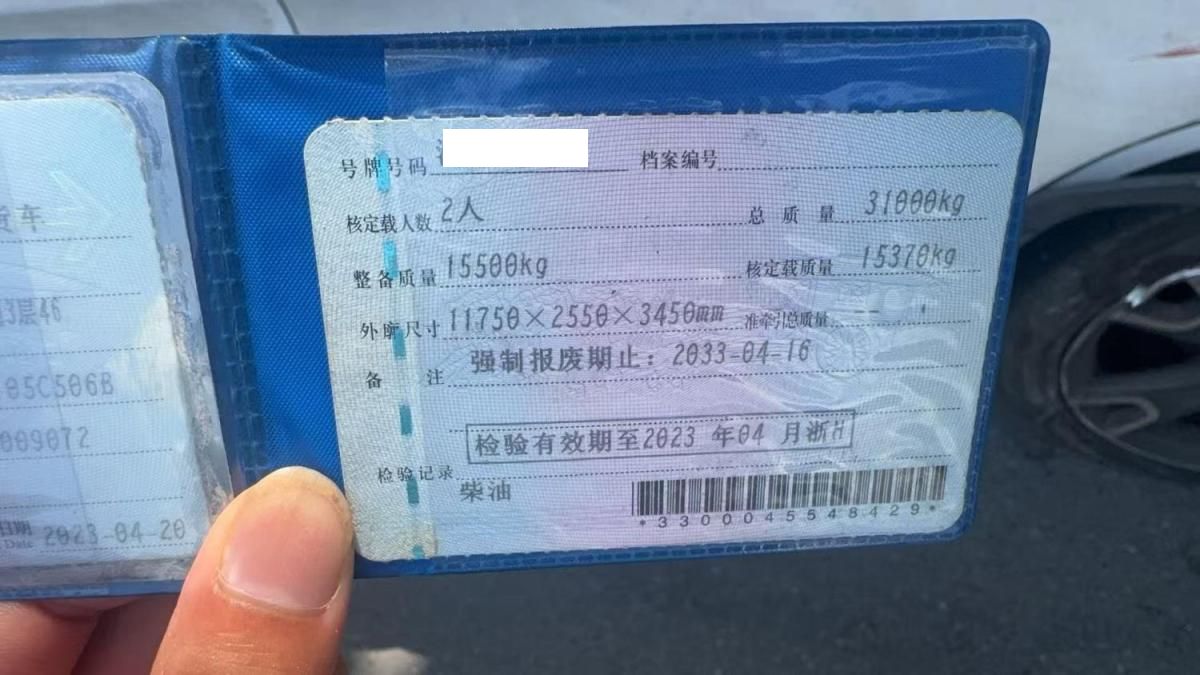 货车
3层46
05C506B
009072
日期 2023-04-20
Date
号牌号码
档案编号
核定载人数 2人
总质量 31000kg
整备质量 15500kg
核定载质量 15370kg
外廓尺寸 11750×2550×3450mm
准牵引总质量 --
备注 强制报废期止：2033-04-16
检验有效期至2023 年04 月浙H
检验记录
柴油
*3300045548429*